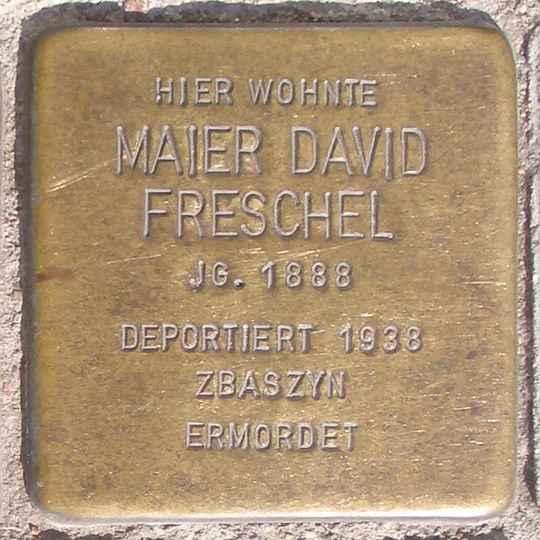 HIER WOHNTE
MAIER DAVID
FRESCHEL
JG. 1888
DEPORTIERT 1938
ZBASZYN
ERMORDET